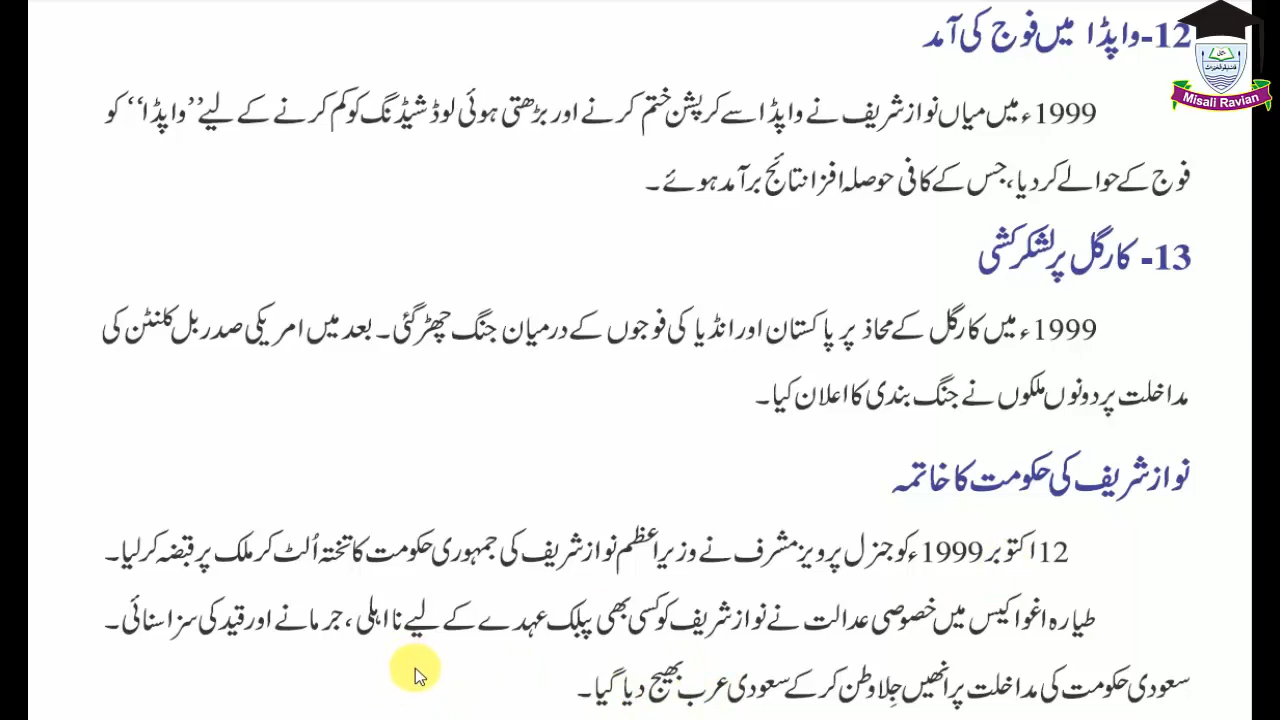 12-واپڈا میں فوج کی آمد
1999ء میں میاں نواز شریف نے واپڈا سے کرپشن ختم کرنے اور بڑھتی ہوئی لوڈشیڈنگ کو کم کرنے کے لیے ’’واپڈا‘‘ کو
فوج کے حوالے کر دیا، جس کے کافی حوصلہ افزا نتائج برآمد ہوئے۔
13- کارگل پر لشکر کشی
1999ء میں کارگل کے محاذ پر پاکستان اور انڈیا کی فوجوں کے درمیان جنگ چھڑ گئی۔ بعد میں امریکی صدر بل کلنٹن کی
مداخلت پر دونوں ملکوں نے جنگ بندی کا اعلان کیا۔
نواز شریف کی حکومت کا خاتمہ
12 اکتوبر 1999ء کو جنرل پرویز مشرف نے وزیراعظم نواز شریف کی جمہوری حکومت کا تختہ اُلٹ کر ملک پر قبضہ کر لیا۔
طیارہ اغوا کیس میں خصوصی عدالت نے نواز شریف کو کسی بھی پبلک عہدے کے لیے نااہلی، جرمانے اور قید کی سزا سنائی۔
سعودی حکومت کی مداخلت پر انھیں جِلا وطن کر کے سعودی عرب بھیج دیا گیا۔
Misali Ravian